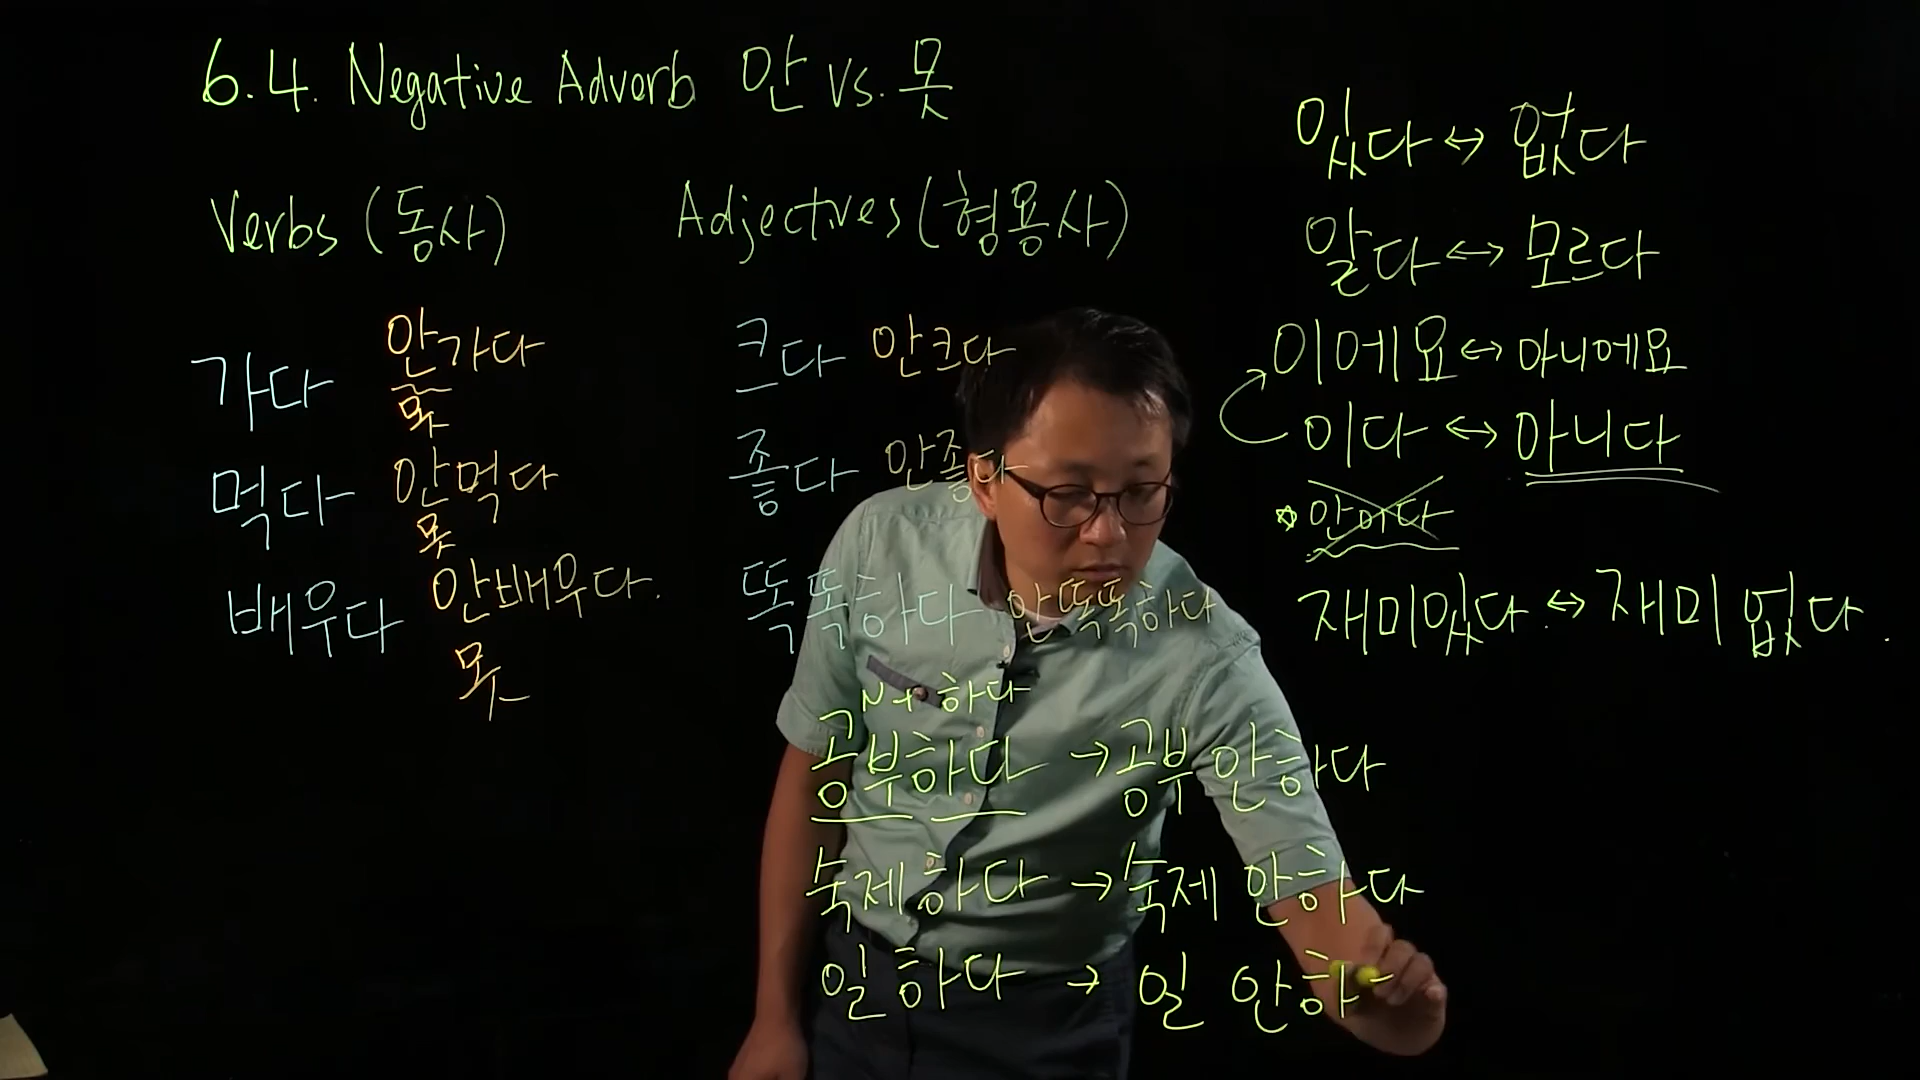 6.4. Negative Adverb 안 vs. 못
Verbs (동사)
가다 안가다
못
먹다 안먹다
못
배우다 안배우다.
못
Adjectives (형용사)
크다 안크다
좋다 안좋다
똑똑하다 안똑똑하다
N+하다
공부하다 → 공부 안하다
숙제하다 → 숙제 안하다
일하다 → 일 안하
있다 ↔ 없다
알다 ↔ 모르다
이에요 ↔ 아니에요
이다 ↔ 아니다
☆ 안이다
재미있다 ↔ 재미없다.